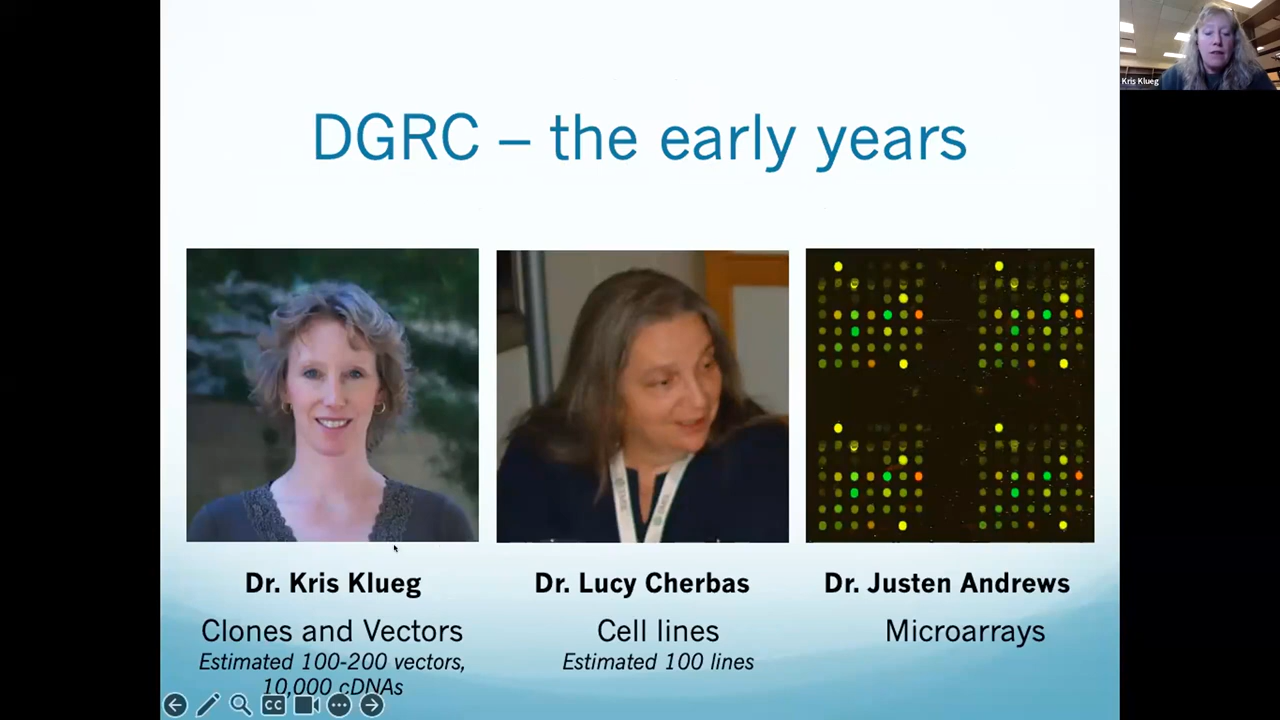 DGRC – the early years
Kris Klueg
Dr. Kris Klueg
Clones and Vectors
Estimated 100-200 vectors,
10,000 cDNAs
Dr. Lucy Cherbas
Cell lines
Estimated 100 lines
Dr. Justen Andrews
Microarrays
CC